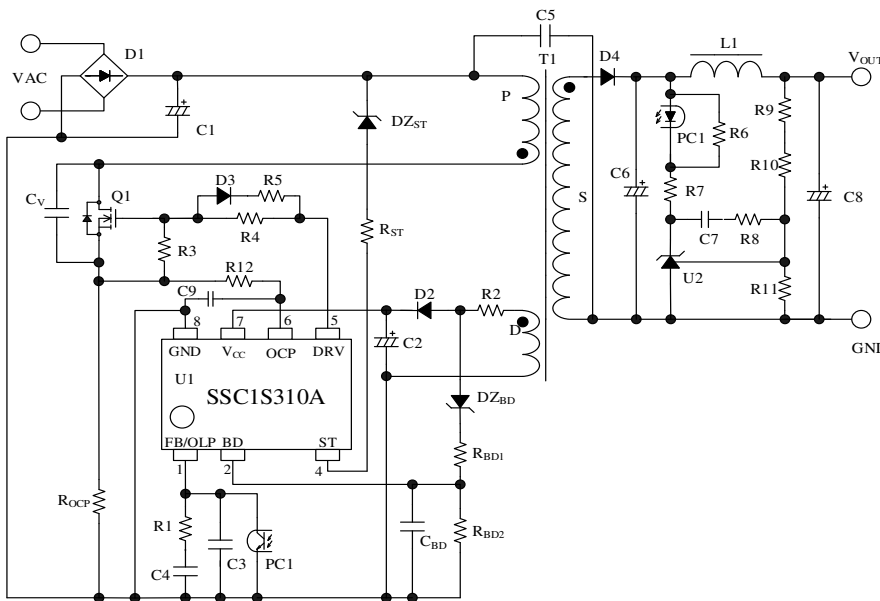 C5
D1
T1
D4
L1
VOUT
VAC
P
C1
DZST
PC1
R6
R9
R10
CV
Q1
D3
R5
R4
R3
RST
C6
S
R7
C8
C7
R8
R12
C9
U2
R11
D2
R2
8
7
6
5
C2
D
GND
VCC
OCP
DRV
GND
U1
SSC1S310A
DZBD
FB/OLP
BD
ST
1
2
4
RBD1
ROCP
R1
C3
PC1
C4
CBD
RBD2